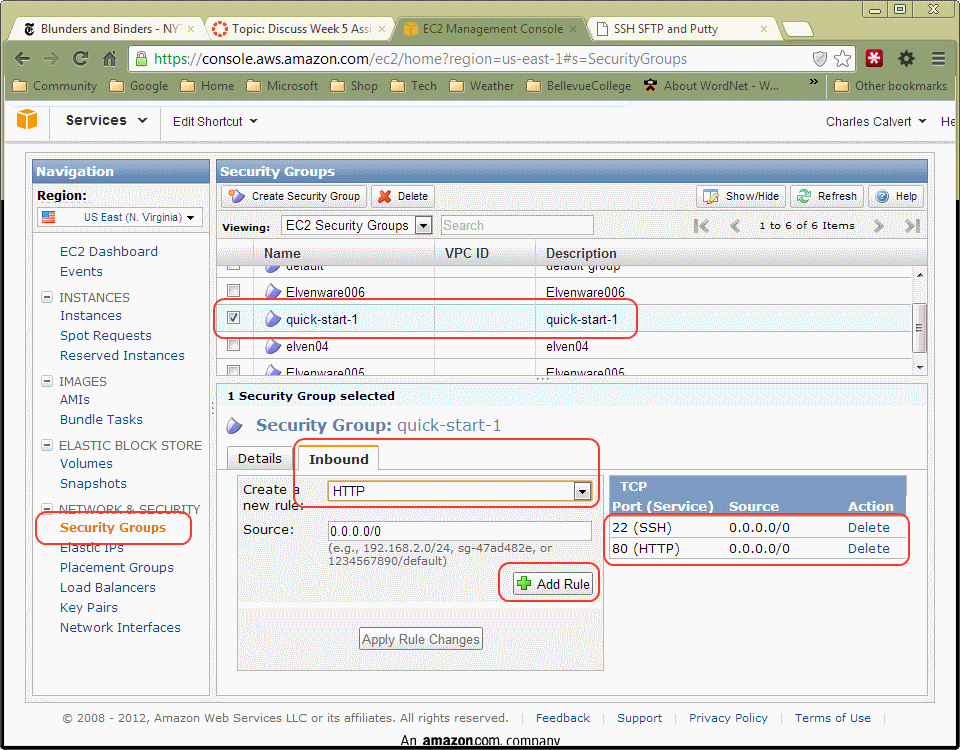 Blunders and Binders - NY
Topic: Discuss Week 5 Assi
EC2 Management Console
SSH SFTP and Putty
https://console.aws.amazon.com/ec2/home?region=us-east-1#s=SecurityGroups
Community
Google
Home
Microsoft
Shop
Tech
Weather
BellevueCollege
About WordNet - W...
»
Other bookmarks
Services
Edit Shortcut
Charles Calvert
He
Navigation
Region:
US East (N. Virginia)
EC2 Dashboard
Events
INSTANCES
Instances
Spot Requests
Reserved Instances
IMAGES
AMIs
Bundle Tasks
ELASTIC BLOCK STORE
Volumes
Snapshots
NETWORK & SECURITY
Security Groups
Elastic IPs
Placement Groups
Load Balancers
Key Pairs
Network Interfaces
Security Groups
Create Security Group
Delete
Show/Hide
Refresh
Help
Viewing:
EC2 Security Groups
Search
1 to 6 of 6 Items
Name VPC ID Description
default default group
Elvenware006 Elvenware006
quick-start-1 quick-start-1
elven04 elven04
Elvenware005 Elvenware005
1 Security Group selected
Security Group: quick-start-1
Details
Inbound
Create a
new rule:
HTTP
Source:
0.0.0.0/0
(e.g., 192.168.2.0/24, sg-47ad482e, or
1234567890/default)
Add Rule
Apply Rule Changes
TCP
Port (Service) Source Action
22 (SSH) 0.0.0.0/0 Delete
80 (HTTP) 0.0.0.0/0 Delete
© 2008 - 2012, Amazon Web Services LLC or its affiliates. All rights reserved. | Feedback | Support | Privacy Policy | Terms of Use |
An amazon.com. company